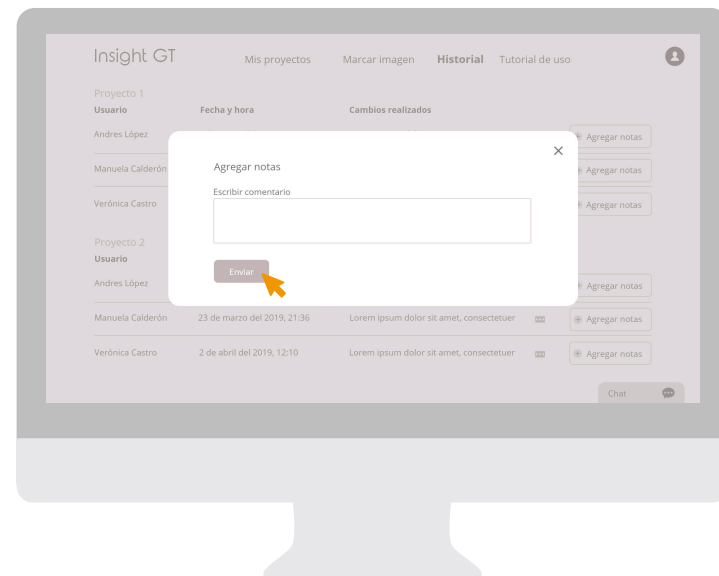 Insight GT
Mis proyectos Marcar imagen Historial Tutorial de uso
Proyecto 1
Usuario Fecha y hora Cambios realizados
Andres López Agregar notas
Manuela Calderón Agregar notas
Verónica Castro Agregar notas
Agregar notas
Escribir comentario
Enviar
Proyecto 2
Usuario
Andres López Agregar notas
Manuela Calderón 23 de marzo del 2019, 21:36 Lorem ipsum dolor sit amet, consectetuer Agregar notas
Verónica Castro 2 de abril del 2019, 12:10 Lorem ipsum dolor sit amet, consectetuer Agregar notas
Chat